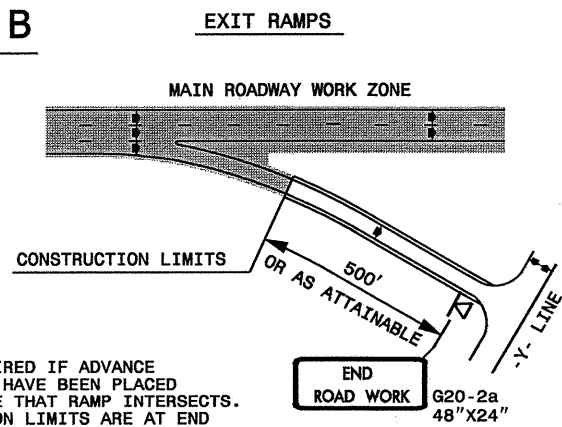 B
EXIT RAMPS
MAIN ROADWAY WORK ZONE
CONSTRUCTION LIMITS
500'
OR AS ATTAINABLE
-Y- LINE
IRED IF ADVANCE
HAVE BEEN PLACED
E THAT RAMP INTERSECTS.
ON LIMITS ARE AT END
END
ROAD WORK
G20-2a
48"X24"